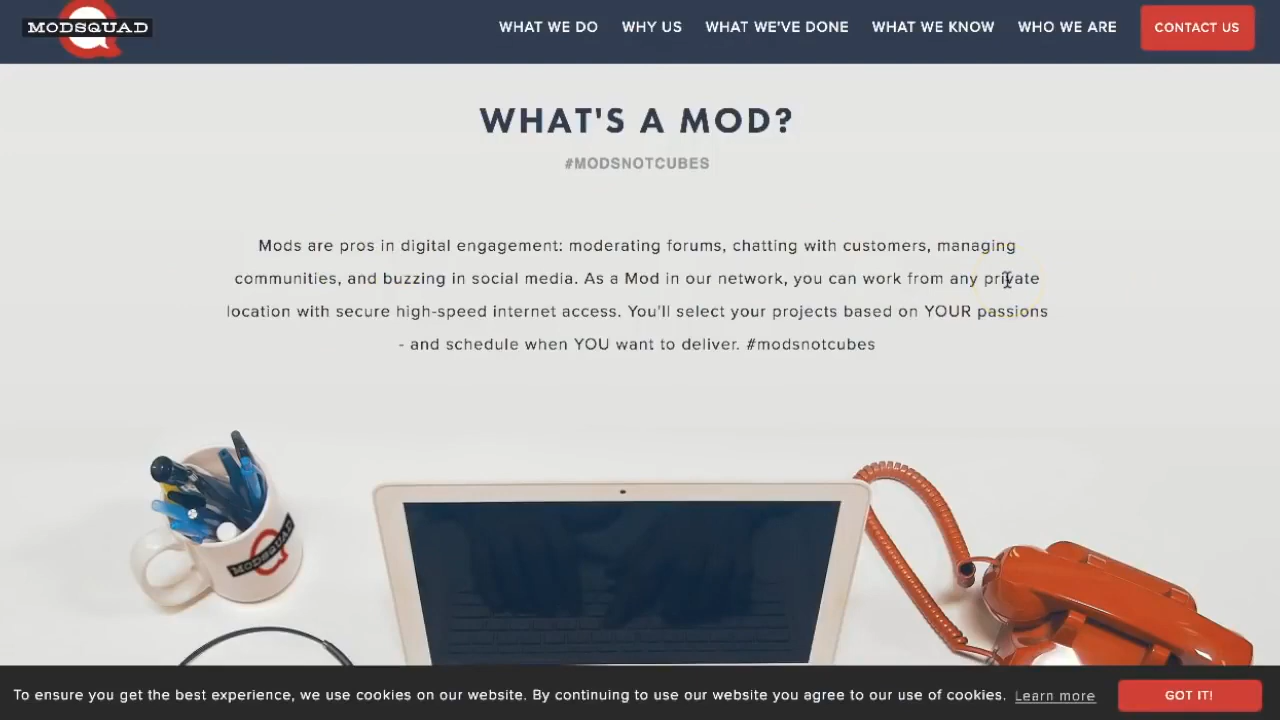 MODSQUAD
WHAT WE DO WHY US WHAT WE'VE DONE WHAT WE KNOW WHO WE ARE CONTACT US
WHAT'S A MOD?
#MODSNOTCUBES
Mods are pros in digital engagement: moderating forums, chatting with customers, managing
communities, and buzzing in social media. As a Mod in our network, you can work from any private
location with secure high-speed internet access. You'll select your projects based on YOUR passions
- and schedule when YOU want to deliver. #modsnotcubes
MODSQUAD
To ensure you get the best experience, we use cookies on our website. By continuing to use our website you agree to our use of cookies. Learn more GOT IT!